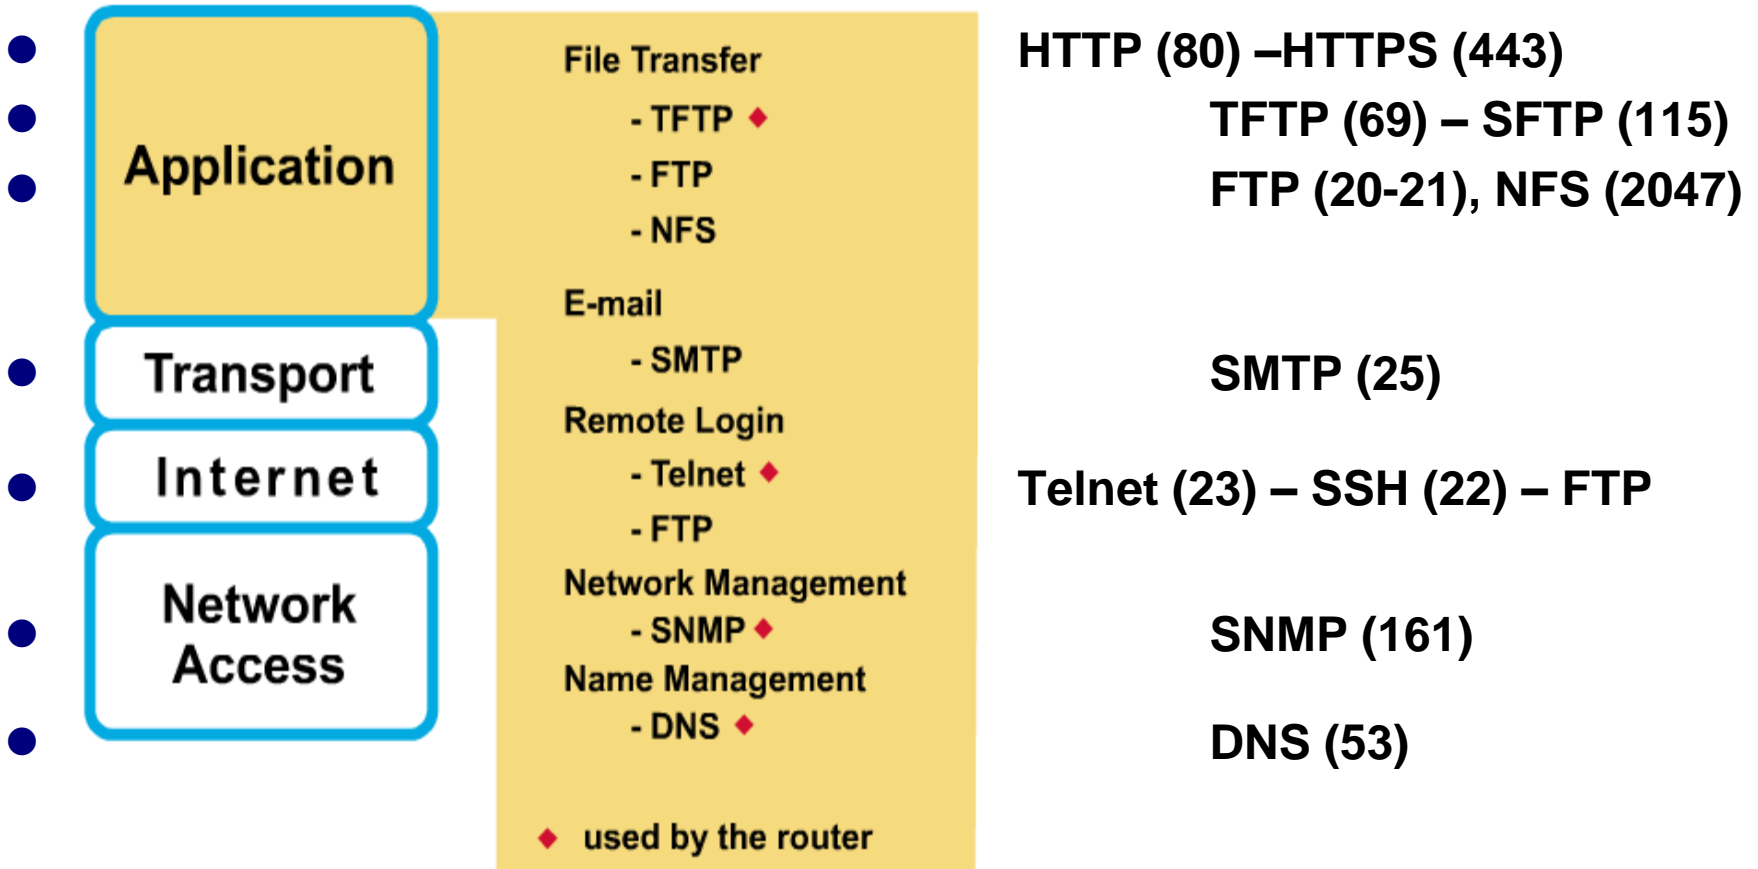 Application
Transport
Internet
Network
Access
File Transfer
- TFTP ♦
- FTP
- NFS
E-mail
- SMTP
Remote Login
- Telnet ♦
- FTP
Network Management
- SNMP ♦
Name Management
- DNS ♦
♦ used by the router
• HTTP (80) –HTTPS (443)
• TFTP (69) – SFTP (115)
• FTP (20-21), NFS (2047)
• SMTP (25)
• Telnet (23) – SSH (22) – FTP
• SNMP (161)
• DNS (53)